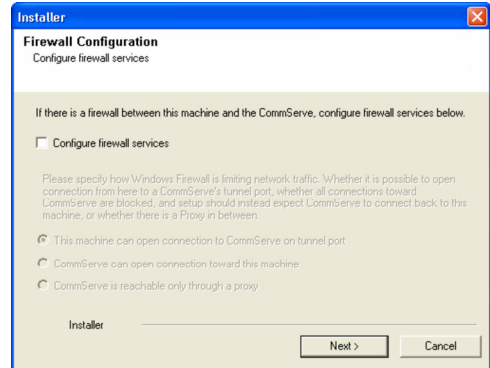 Installer
Firewall Configuration
Configure firewall services
If there is a firewall between this machine and the CommServe, configure firewall services below.
Configure firewall services
Please specify how Windows Firewall is limiting network traffic. Whether it is possible to open
connection from here to a CommServe's tunnel port, whether all connections toward
CommServe are blocked, and setup should instead expect CommServe to connect back to this
machine, or whether there is a Proxy in between.
This machine can open connection to CommServe on tunnel port
CommServe can open connection toward this machine
CommServe is reachable only through a proxy
Installer
Next >
Cancel